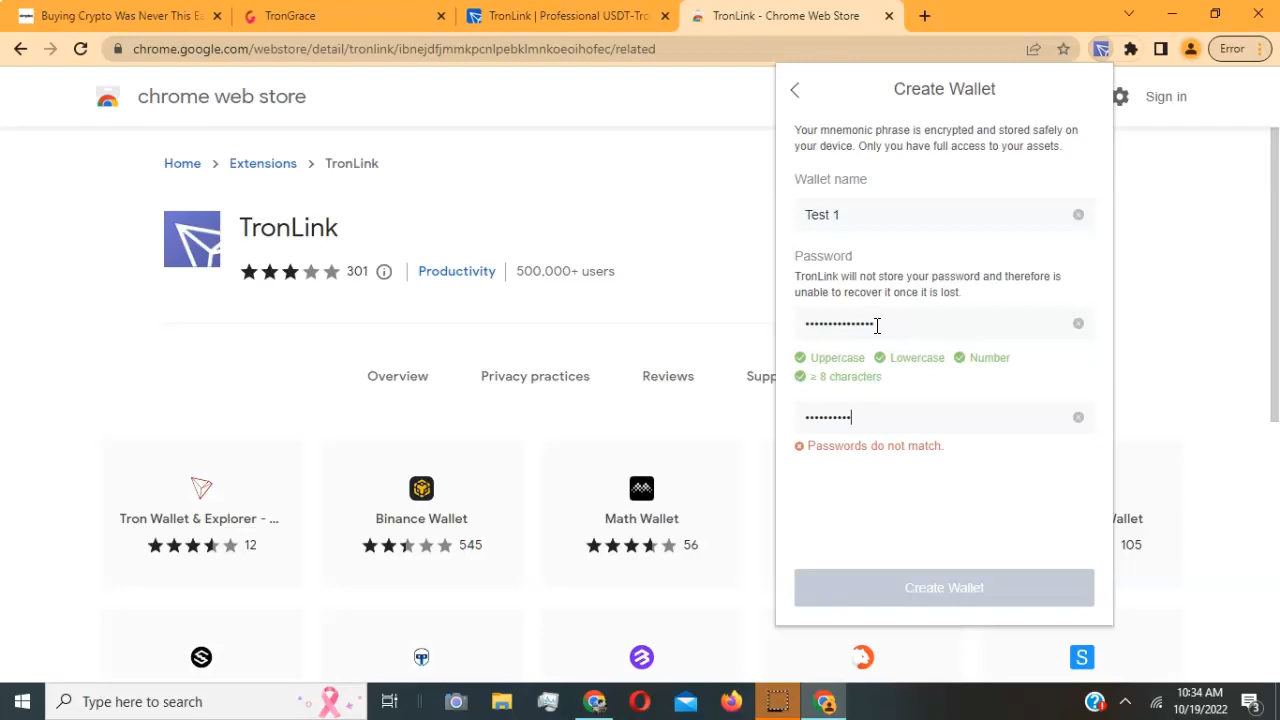 Buying Crypto Was Never This Ea
TronGrace
TronLink | Professional USDT-Tro
TronLink - Chrome Web Store
chrome.google.com/webstore/detail/tronlink/ibnejdfjmmkpcnlpebklmnkoeoihofec/related
Error
chrome web store
Sign in
Home > Extensions > TronLink
TronLink
301
Productivity
500,000+ users
Overview
Privacy practices
Reviews
Supp
Create Wallet
Your mnemonic phrase is encrypted and stored safely on
your device. Only you have full access to your assets.
Wallet name
Test 1
Password
TronLink will not store your password and therefore is
unable to recover it once it is lost.
•••••••••••••••
Uppercase Lowercase Number
≥ 8 characters
••••••••••
Passwords do not match.
Create Wallet
Tron Wallet & Explorer - ...
12
Binance Wallet
545
Math Wallet
56
/allet
105
S
Type here to search
10:34 AM
10/19/2022
3